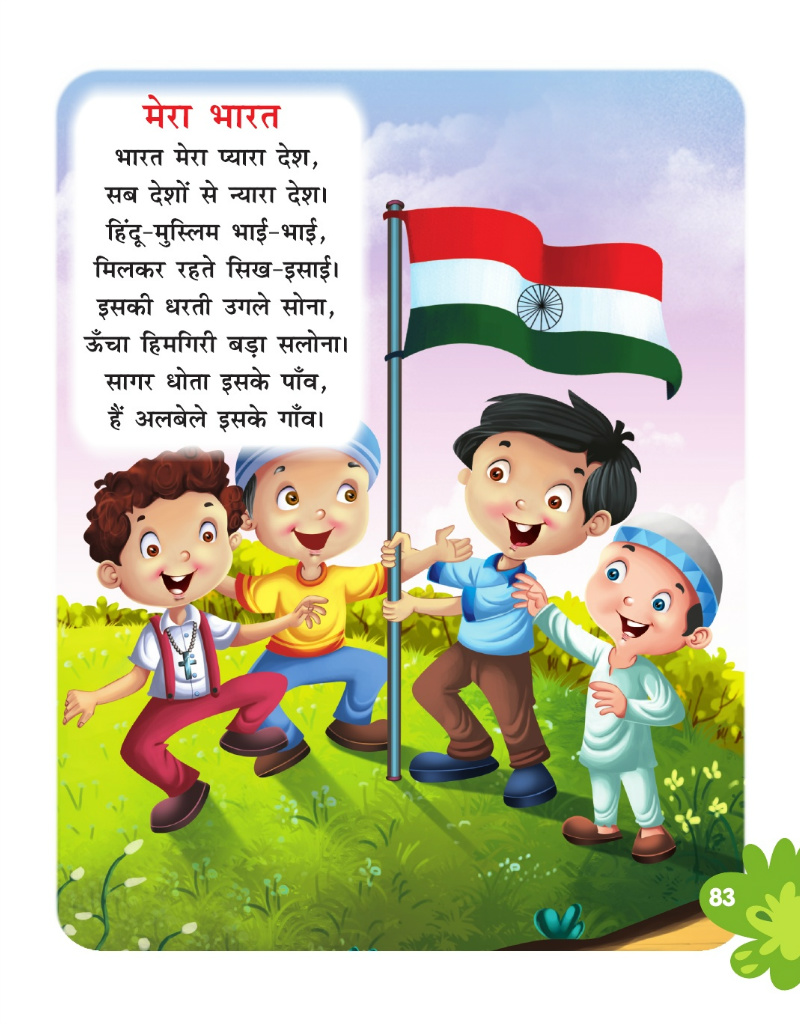 मेरा भारत
भारत मेरा प्यारा देश,
सब देशों से न्यारा देश।
हिंदू-मुस्लिम भाई-भाई,
मिलकर रहते सिख-इसाई।
इसकी धरती उगले सोना,
ऊँचा हिमगिरी बड़ा सलोना।
सागर धोता इसके पाँव,
हैं अलबेले इसके गाँव।
83